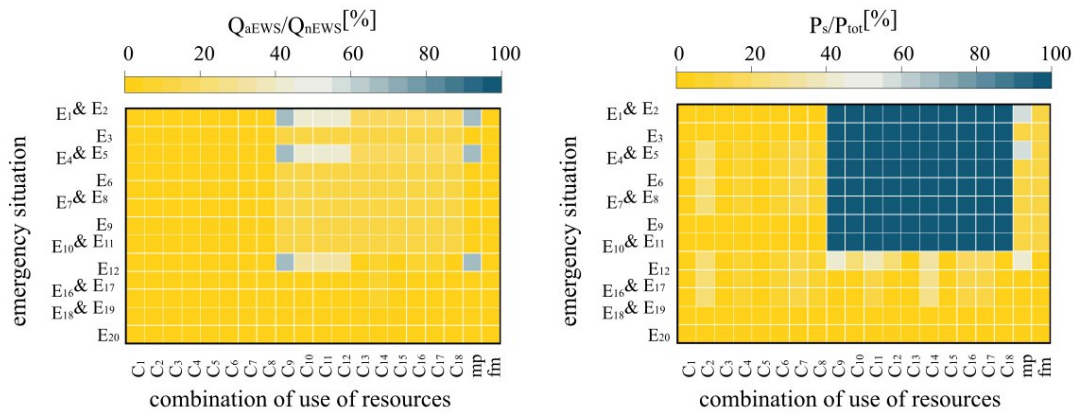 QaEWS/QnEWS[%]
0 20 40 60 80 100
emergency situation
E1 & E2
E3
E4 & E5
E6
E7 & E8
E9
E10 & E11
E12
E16 & E17
E18 & E19
E20
C1 C2 C3 C4 C5 C6 C7 C8 C9 C10 C11 C12 C13 C14 C15 C16 C17 C18 mp fm
combination of use of resources
Ps/Ptot[%]
0 20 40 60 80 100
emergency situation
E1 & E2
E3
E4 & E5
E6
E7 & E8
E9
E10 & E11
E12
E16 & E17
E18 & E19
E20
C1 C2 C3 C4 C5 C6 C7 C8 C9 C10 C11 C12 C13 C14 C15 C16 C17 C18 mp fm
combination of use of resources